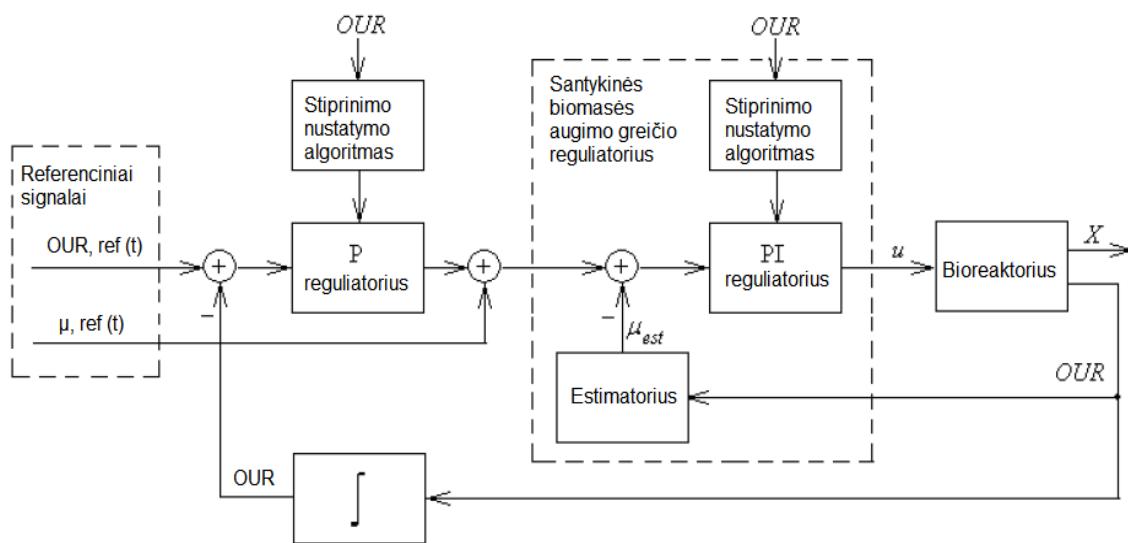 OUR
OUR
Stiprinimo
nustatymo
algoritmas
Santykinės
biomasės
augimo greičio
reguliatorius
Stiprinimo
nustatymo
algoritmas
Referenciniai
signalai
OUR, ref (t)
+
P
reguliatorius
+
+
PI
reguliatorius
u
Bioreaktorius
X
−
µ, ref (t)
−
μest
Estimatorius
OUR
OUR
∫